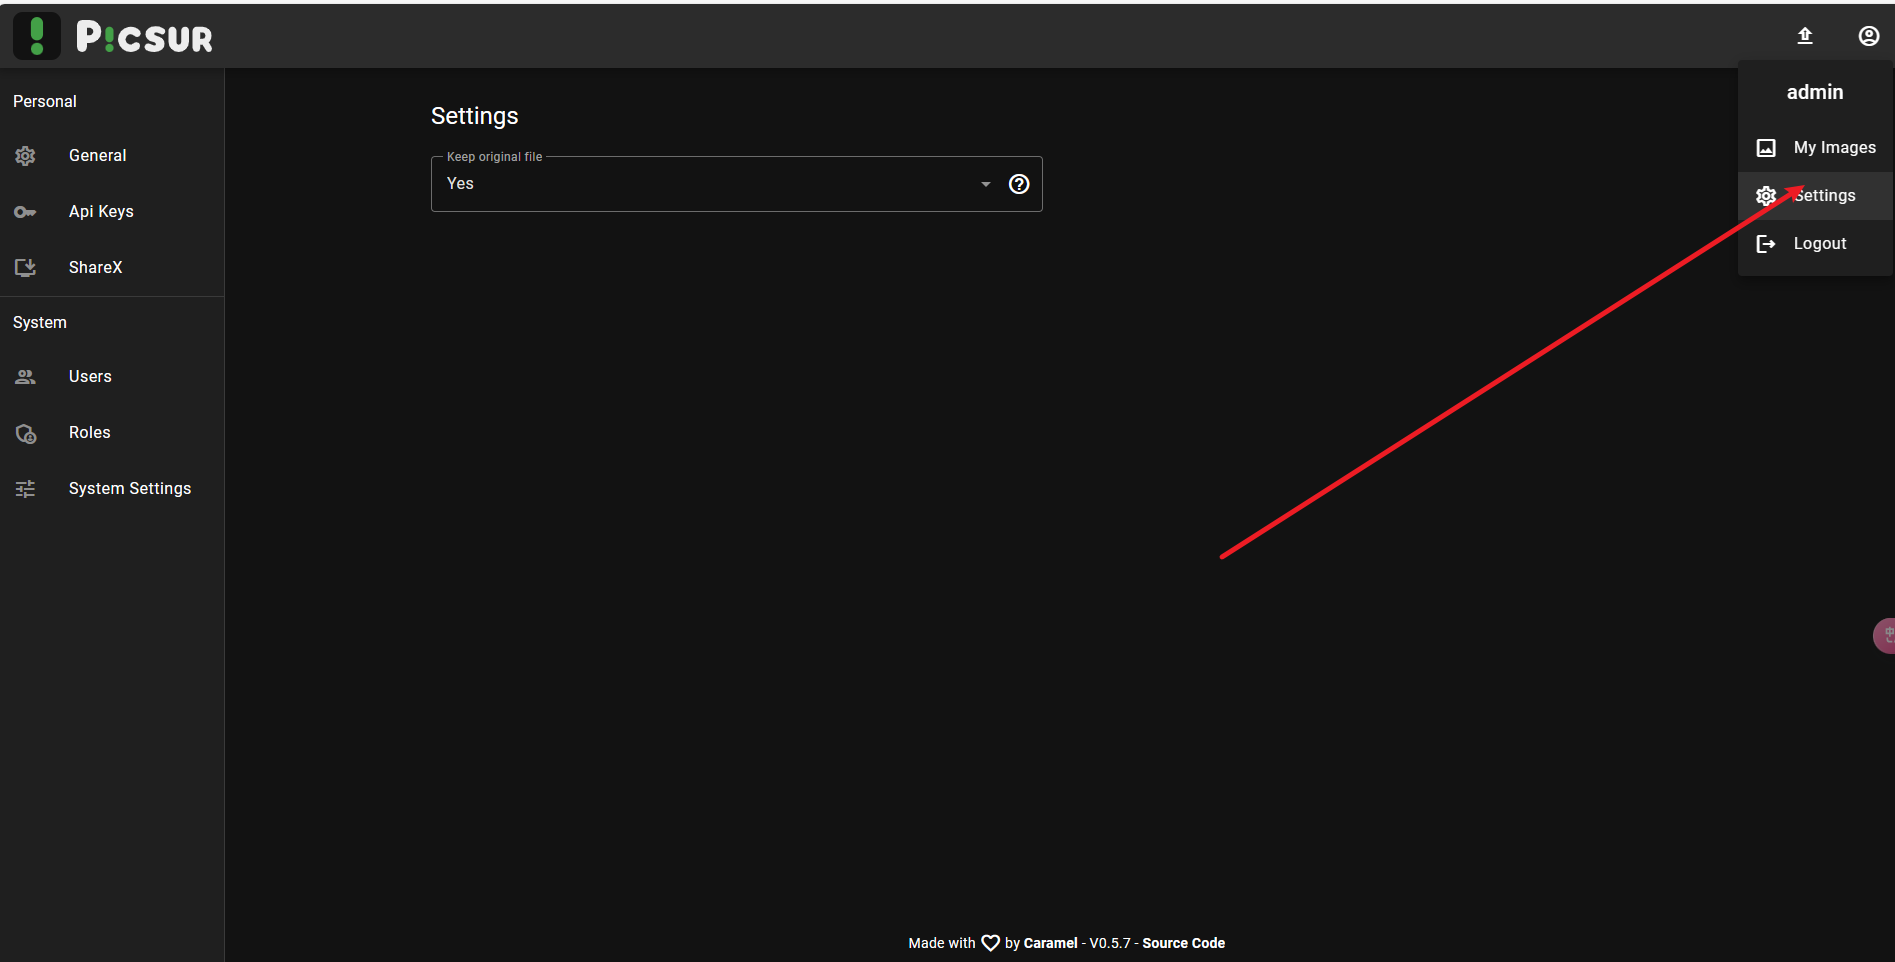 Picsur
admin
My Images
Settings
Logout
Personal
General
Api Keys
ShareX
System
Users
Roles
System Settings
Settings
Keep original file
Yes
Made with by Caramel - V0.5.7 - Source Code